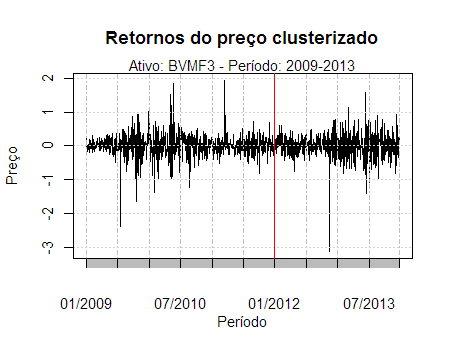 Retornos do preço clusterizado
Ativo: BVMF3 - Período: 2009-2013
Preço
2
1
0
-1
-2
-3
01/2009 07/2010 01/2012 07/2013
Período